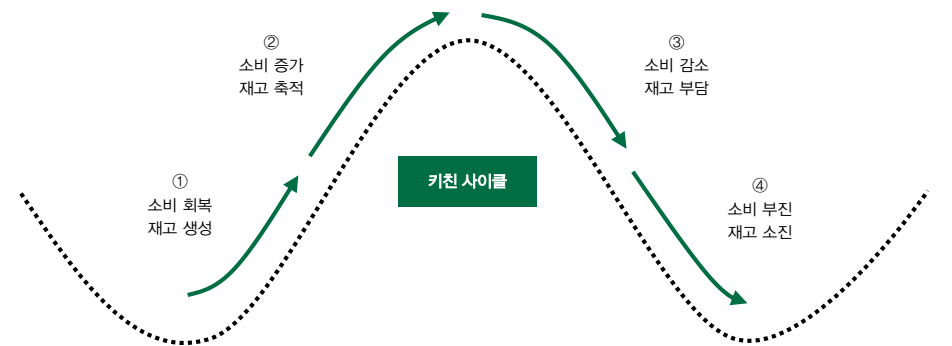 ①
소비 회복
재고 생성
②
소비 증가
재고 축적
키친 사이클
③
소비 감소
재고 부담
④
소비 부진
재고 소진